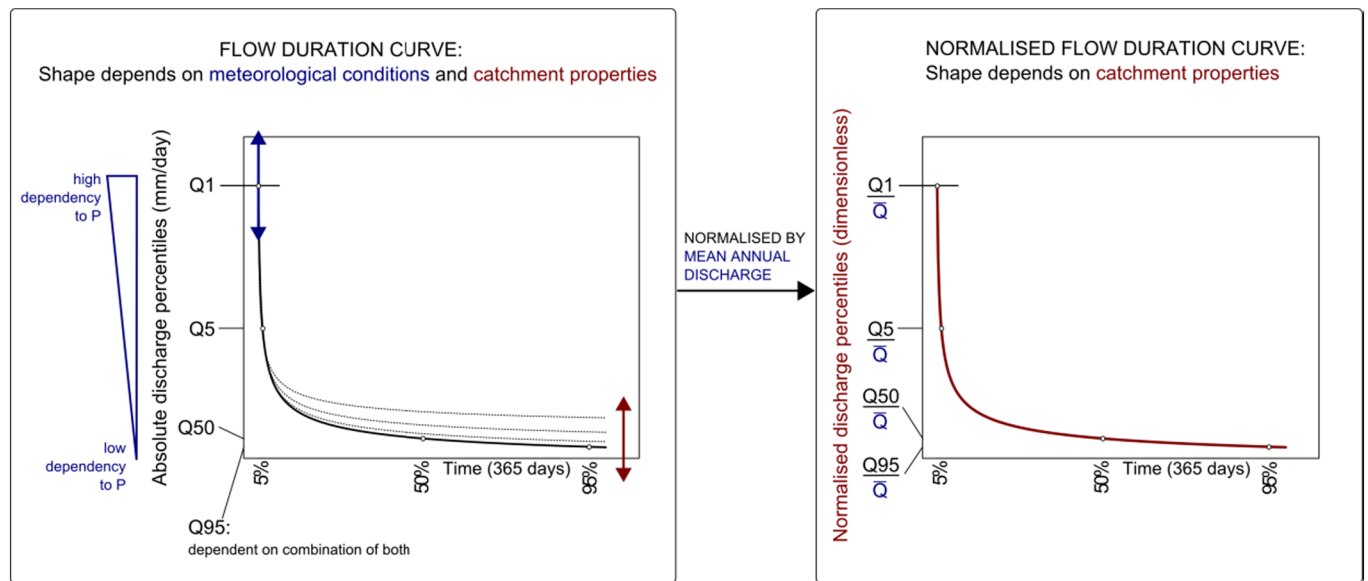 FLOW DURATION CURVE:
Shape depends on meteorological conditions and catchment properties
high
dependency
to P
low
dependency
to P
Absolute discharge percentiles (mm/day)
Q1
Q5
Q50
5%
50%
Time (365 days)
95%
Q95:
dependent on combination of both
NORMALISED BY
MEAN ANNUAL
DISCHARGE
NORMALISED FLOW DURATION CURVE:
Shape depends on catchment properties
Normalised discharge percentiles (dimensionless)
Q1
Q̅
Q5
Q̅
Q50
Q̅
Q95
Q̅
5%
50%
Time (365 days)
95%